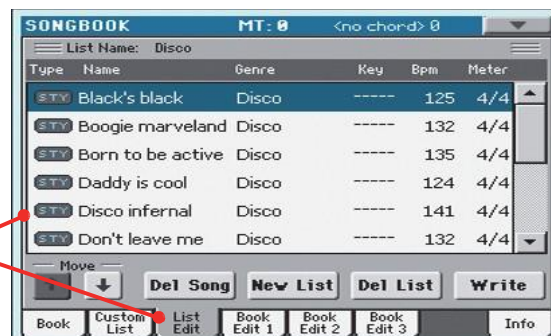 SONGBOOK MT: 0 <no chord> 0
List Name: Disco
Type Name Genre Key Bpm Meter
STY Black's black Disco ----- 125 4/4
STY Boogie marveland Disco ----- 132 4/4
STY Born to be active Disco ----- 135 4/4
STY Daddy is cool Disco ----- 124 4/4
STY Disco infernal Disco ----- 141 4/4
STY Don't leave me Disco ----- 132 4/4
Move
Del Song New List Del List Write
Book Custom List List Edit Book Edit 1 Book Edit 2 Book Edit 3 Info